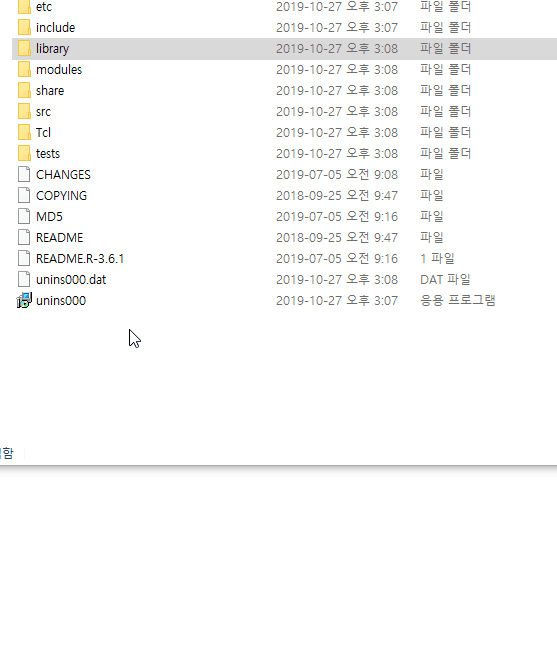 etc 2019-10-27 오후 3:07 파일 폴더
include 2019-10-27 오후 3:07 파일 폴더
library 2019-10-27 오후 3:08 파일 폴더
modules 2019-10-27 오후 3:08 파일 폴더
share 2019-10-27 오후 3:08 파일 폴더
src 2019-10-27 오후 3:08 파일 폴더
Tcl 2019-10-27 오후 3:08 파일 폴더
tests 2019-10-27 오후 3:08 파일 폴더
CHANGES 2019-07-05 오전 9:08 파일
COPYING 2018-09-25 오전 9:47 파일
MD5 2019-07-05 오전 9:16 파일
README 2018-09-25 오전 9:47 파일
README.R-3.6.1 2019-07-05 오전 9:16 1 파일
unins000.dat 2019-10-27 오후 3:08 DAT 파일
unins000 2019-10-27 오후 3:07 응용 프로그램
함